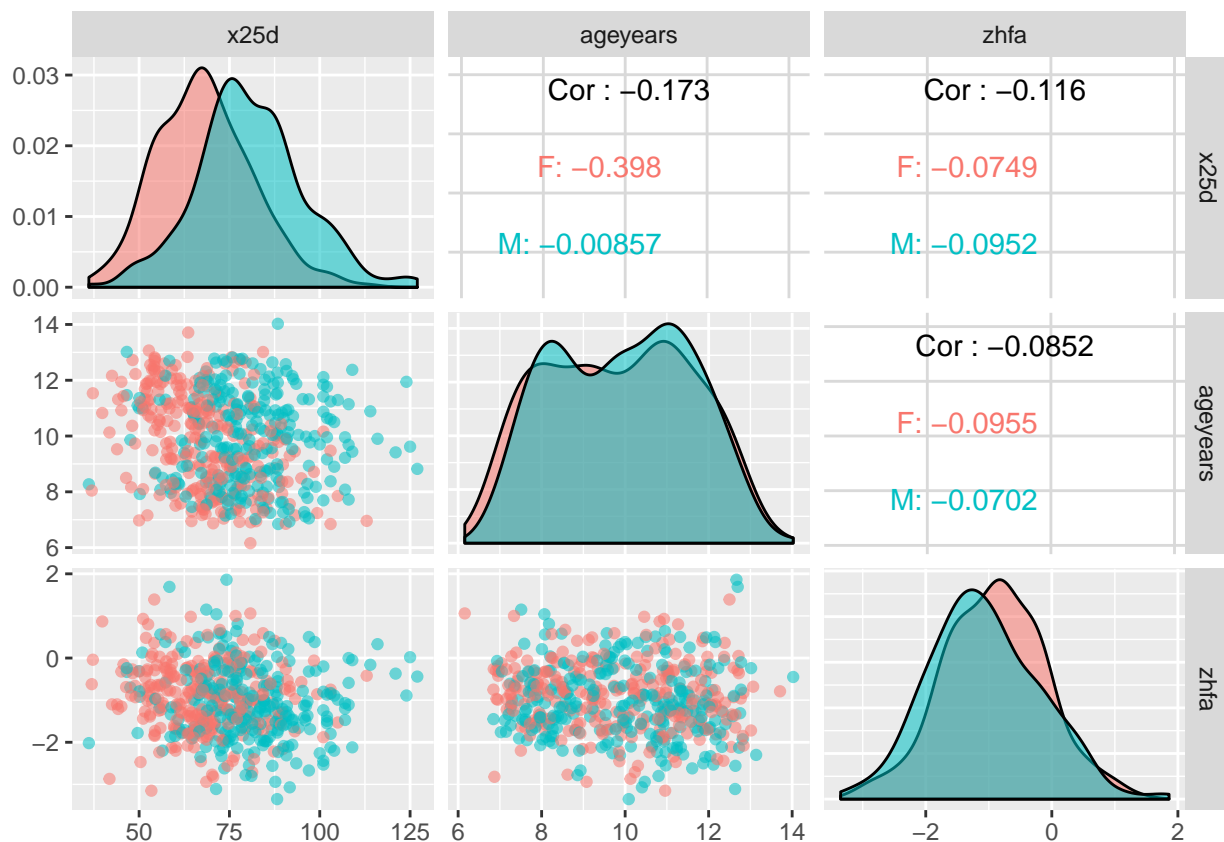 x25d ageyears zhfa
0.03
0.02
0.01
0.00
Cor : −0.173
F: −0.398
M: −0.00857
Cor : −0.116
F: −0.0749
M: −0.0952
x25d
14
12
10
8
6
Cor : −0.0852
F: −0.0955
M: −0.0702
ageyears
2
0
−2
zhfa
50 75 100 125 6 8 10 12 14 −2 0 2